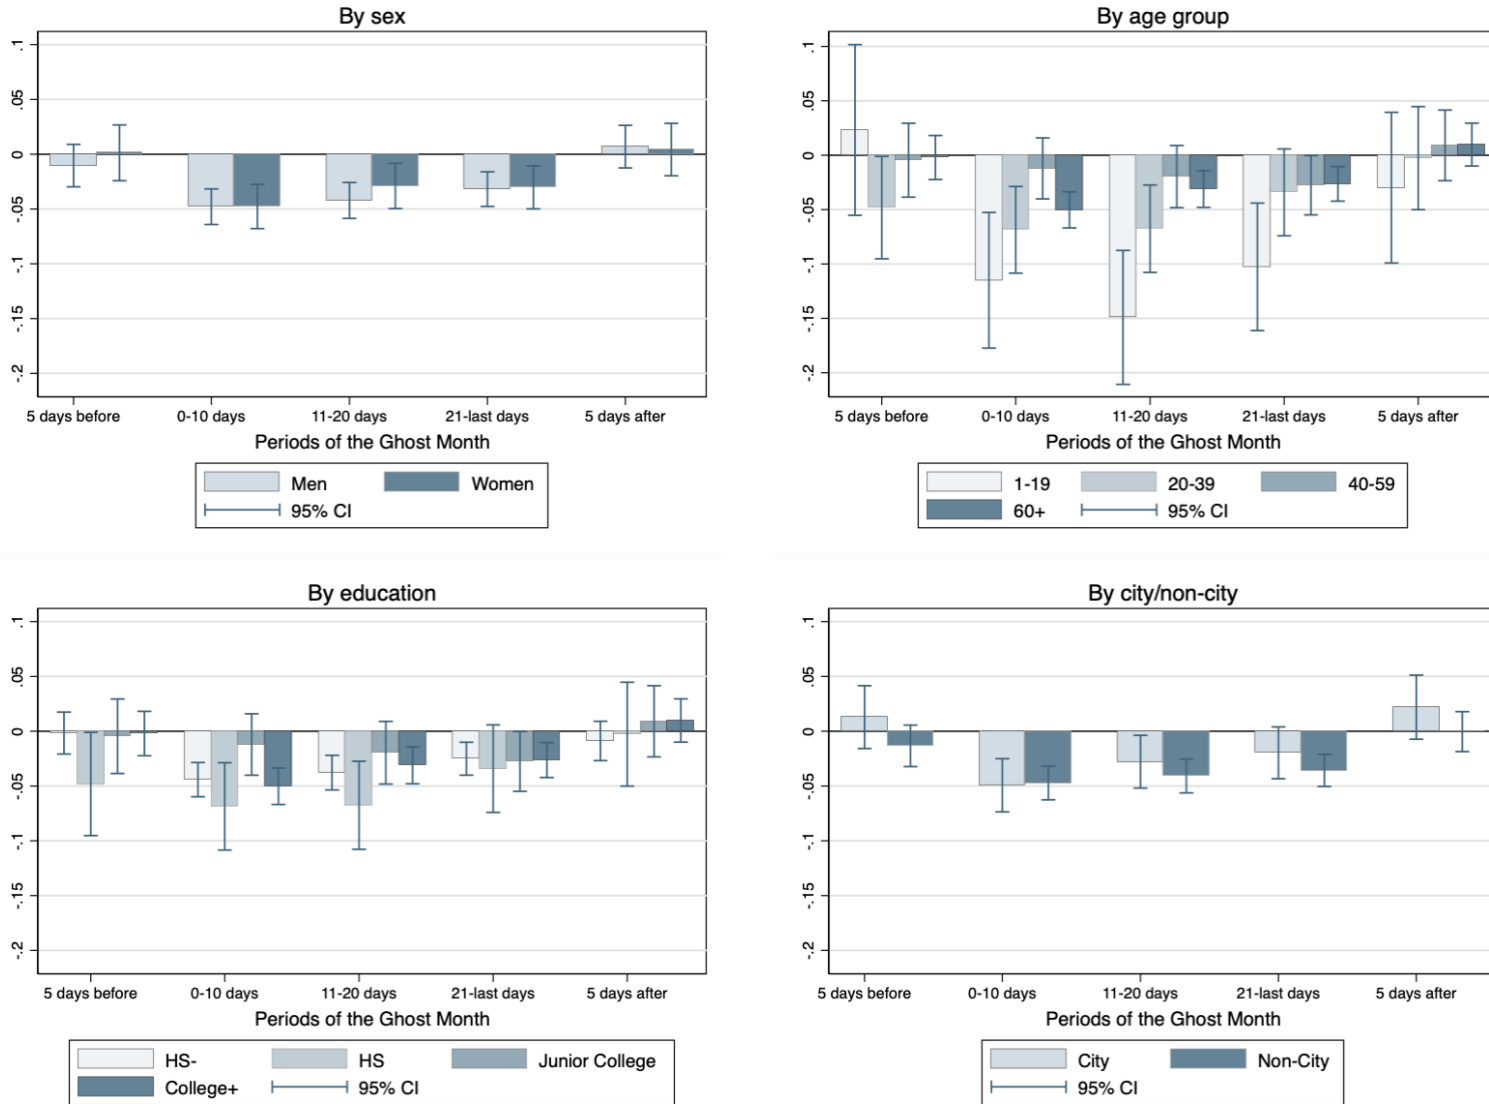 By sex
.1
.05
0
-.05
-.1
-.15
-.2
5 days before 0-10 days 11-20 days 21-last days 5 days after
Periods of the Ghost Month
Men Women
95% CI
By age group
.1
.05
0
-.05
-.1
-.15
-.2
5 days before 0-10 days 11-20 days 21-last days 5 days after
Periods of the Ghost Month
1-19 20-39 40-59
60+ 95% CI
By education
.1
.05
0
-.05
-.1
-.15
-.2
5 days before 0-10 days 11-20 days 21-last days 5 days after
Periods of the Ghost Month
HS- HS Junior College
College+ 95% CI
By city/non-city
.1
.05
0
-.05
-.1
-.15
-.2
5 days before 0-10 days 11-20 days 21-last days 5 days after
Periods of the Ghost Month
City Non-City
95% CI